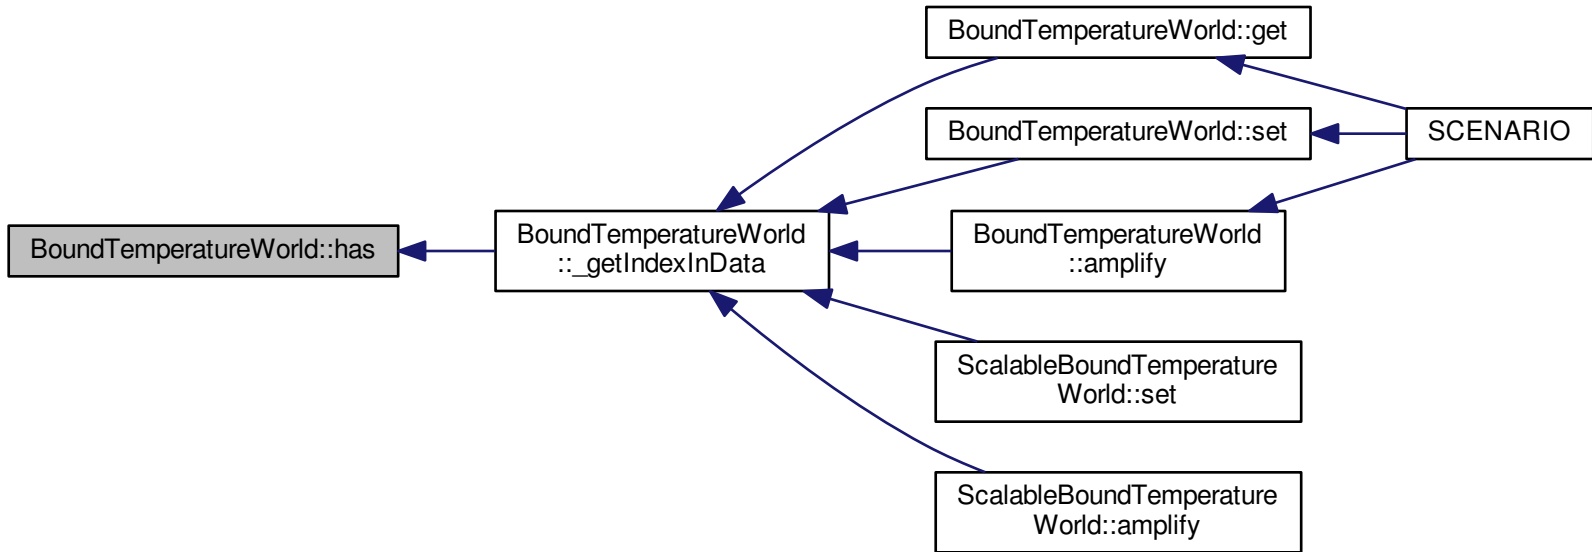 BoundTemperatureWorld::has
BoundTemperatureWorld
::_getIndexInData
BoundTemperatureWorld::get
BoundTemperatureWorld::set
BoundTemperatureWorld
::amplify
ScalableBoundTemperature
World::set
ScalableBoundTemperature
World::amplify
SCENARIO